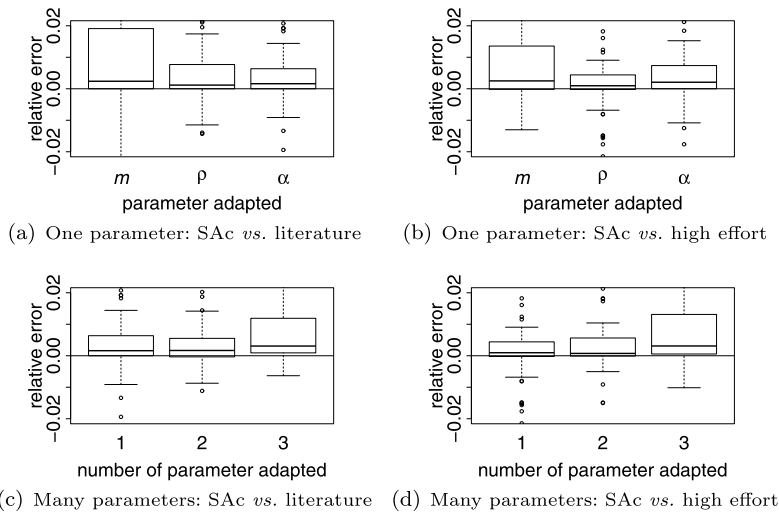 relative error
−0.02 0.00 0.02
m ρ α
parameter adapted
(a) One parameter: SAc vs. literature
relative error
−0.02 0.00 0.02
m ρ α
parameter adapted
(b) One parameter: SAc vs. high effort
relative error
−0.02 0.00 0.02
1 2 3
number of parameter adapted
(c) Many parameters: SAc vs. literature
relative error
−0.02 0.00 0.02
1 2 3
number of parameter adapted
(d) Many parameters: SAc vs. high effort